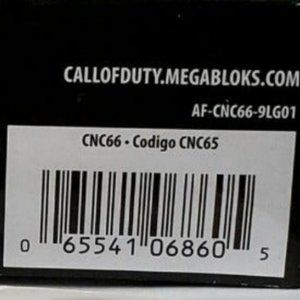 CALLOFDUTY.MEGABLOKS.COM
AF-CNC66-9LG01
CNC66 • Codigo CNC65
0 65541 06860 5